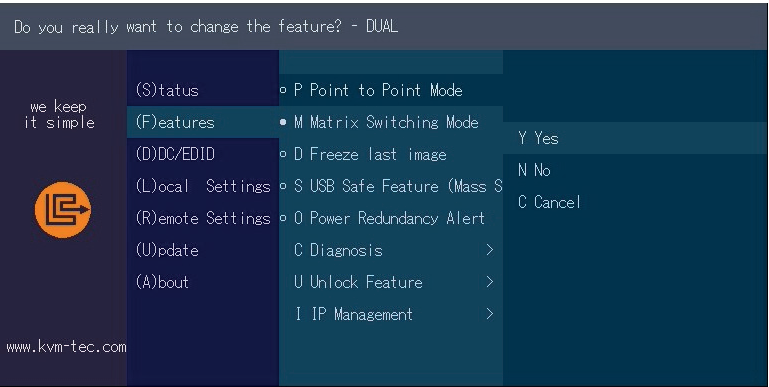 Do you really want to change the feature? - DUAL
we keep
it simple
www.kvm-tec.com
(S)tatus
(F)eatures
(D)DC/EDID
(L)ocal Settings
(R)emote Settings
(U)pdate
(A)bout
P Point to Point Mode
M Matrix Switching Mode
D Freeze last image
S USB Safe Feature (Mass S
O Power Redundancy Alert
C Diagnosis >
U Unlock Feature >
I IP Management >
Y Yes
N No
C Cancel